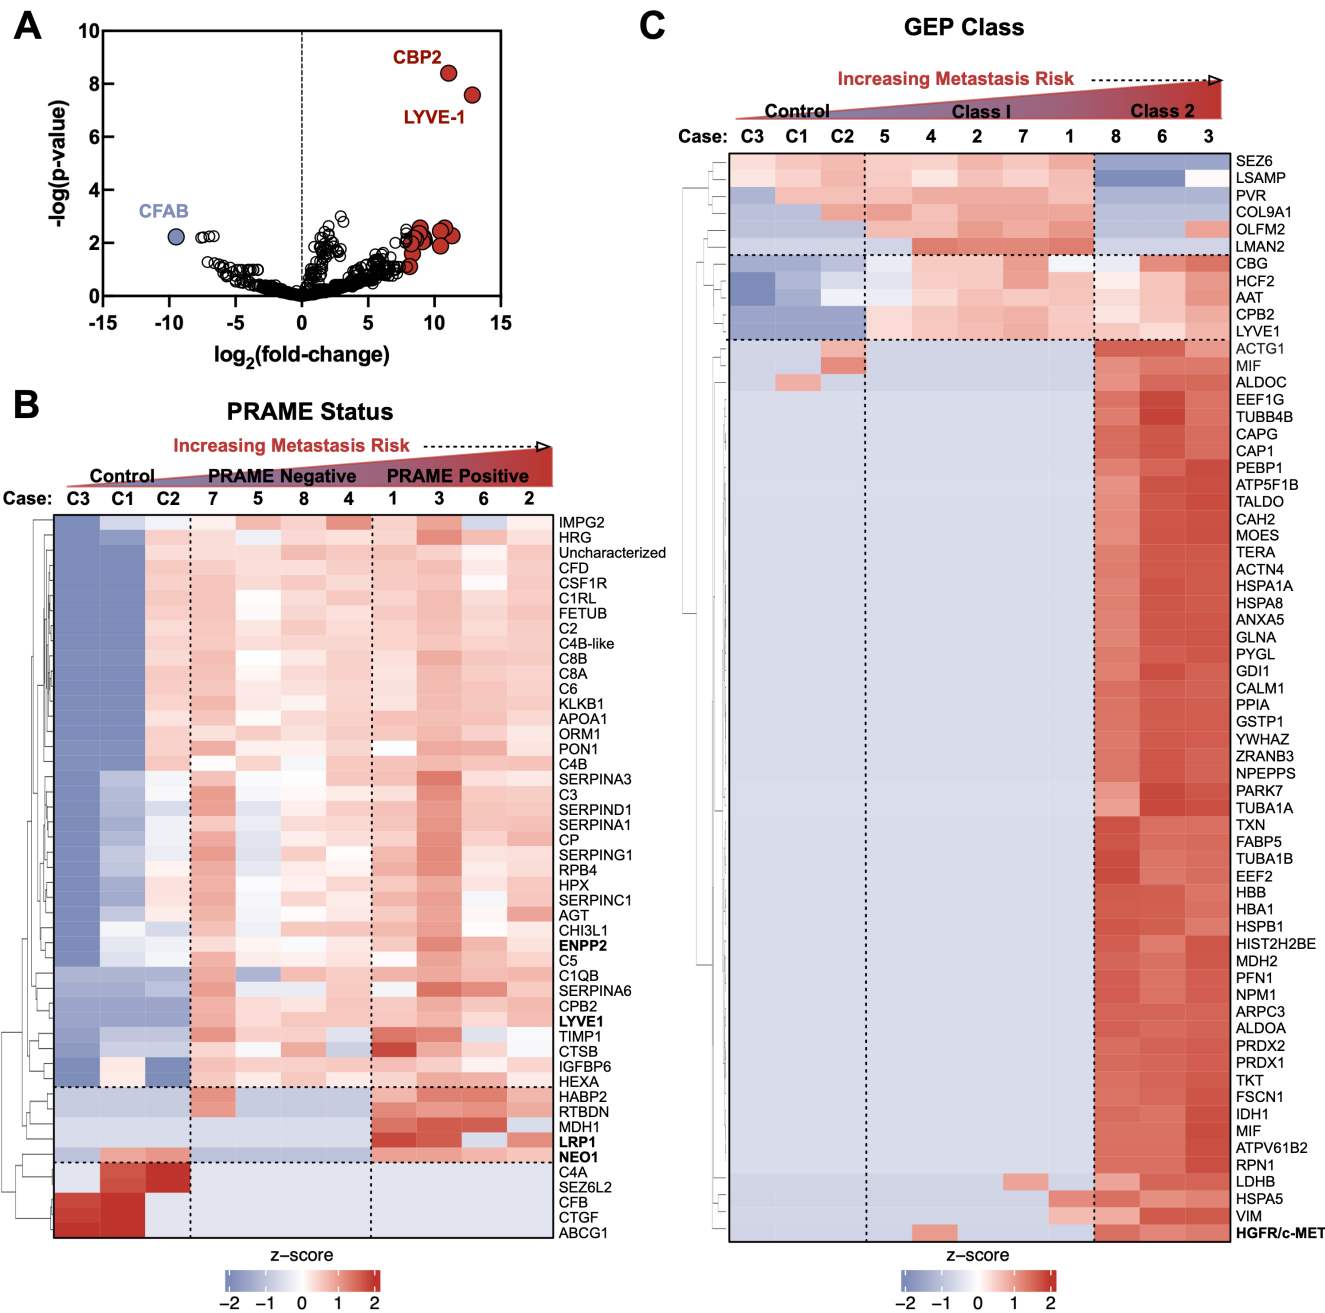 A
10
8
6
4
2
0
-15
-10
-5
0
5
10
15
-log(p-value)
log2(fold-change)
CBP2
LYVE-1
CFAB
B
PRAME Status
Increasing Metastasis Risk
Control PRAME Negative PRAME Positive
Case: C3 C1 C2 7 5 8 4 1 3 6 2
IMPG2
HRG
Uncharacterized
CFD
CSF1R
C1RL
FETUB
C2
C4B-like
C8B
C8A
C6
KLKB1
APOA1
ORM1
PON1
C4B
SERPINA3
C3
SERPIND1
SERPINA1
CP
SERPING1
RPB4
HPX
SERPINC1
AGT
CHI3L1
ENPP2
C5
C1QB
SERPINA6
CPB2
LYVE1
TIMP1
CTSB
IGFBP6
HEXA
HABP2
RTBDN
MDH1
LRP1
NEO1
C4A
SEZ6L2
CFB
CTGF
ABCG1
z-score
−2 −1 0 1 2
C
GEP Class
Increasing Metastasis Risk
Control Class I Class 2
Case: C3 C1 C2 5 4 2 7 1 8 6 3
SEZ6
LSAMP
PVR
COL9A1
OLFM2
LMAN2
CBG
HCF2
AAT
CPB2
LYVE1
ACTG1
MIF
ALDOC
EEF1G
TUBB4B
CAPG
CAP1
PEBP1
ATP5F1B
TALDO
CAH2
MOES
TERA
ACTN4
HSPA1A
HSPA8
ANXA5
GLNA
PYGL
GDI1
CALM1
PPIA
GSTP1
YWHAZ
ZRANB3
NPEPPS
PARK7
TUBA1A
TXN
FABP5
TUBA1B
EEF2
HBB
HBA1
HSPB1
HIST2H2BE
MDH2
PFN1
NPM1
ARPC3
ALDOA
PRDX2
PRDX1
TKT
FSCN1
IDH1
MIF
ATPV61B2
RPN1
LDHB
HSPA5
VIM
HGFR/c-MET
z-score
−2 −1 0 1 2